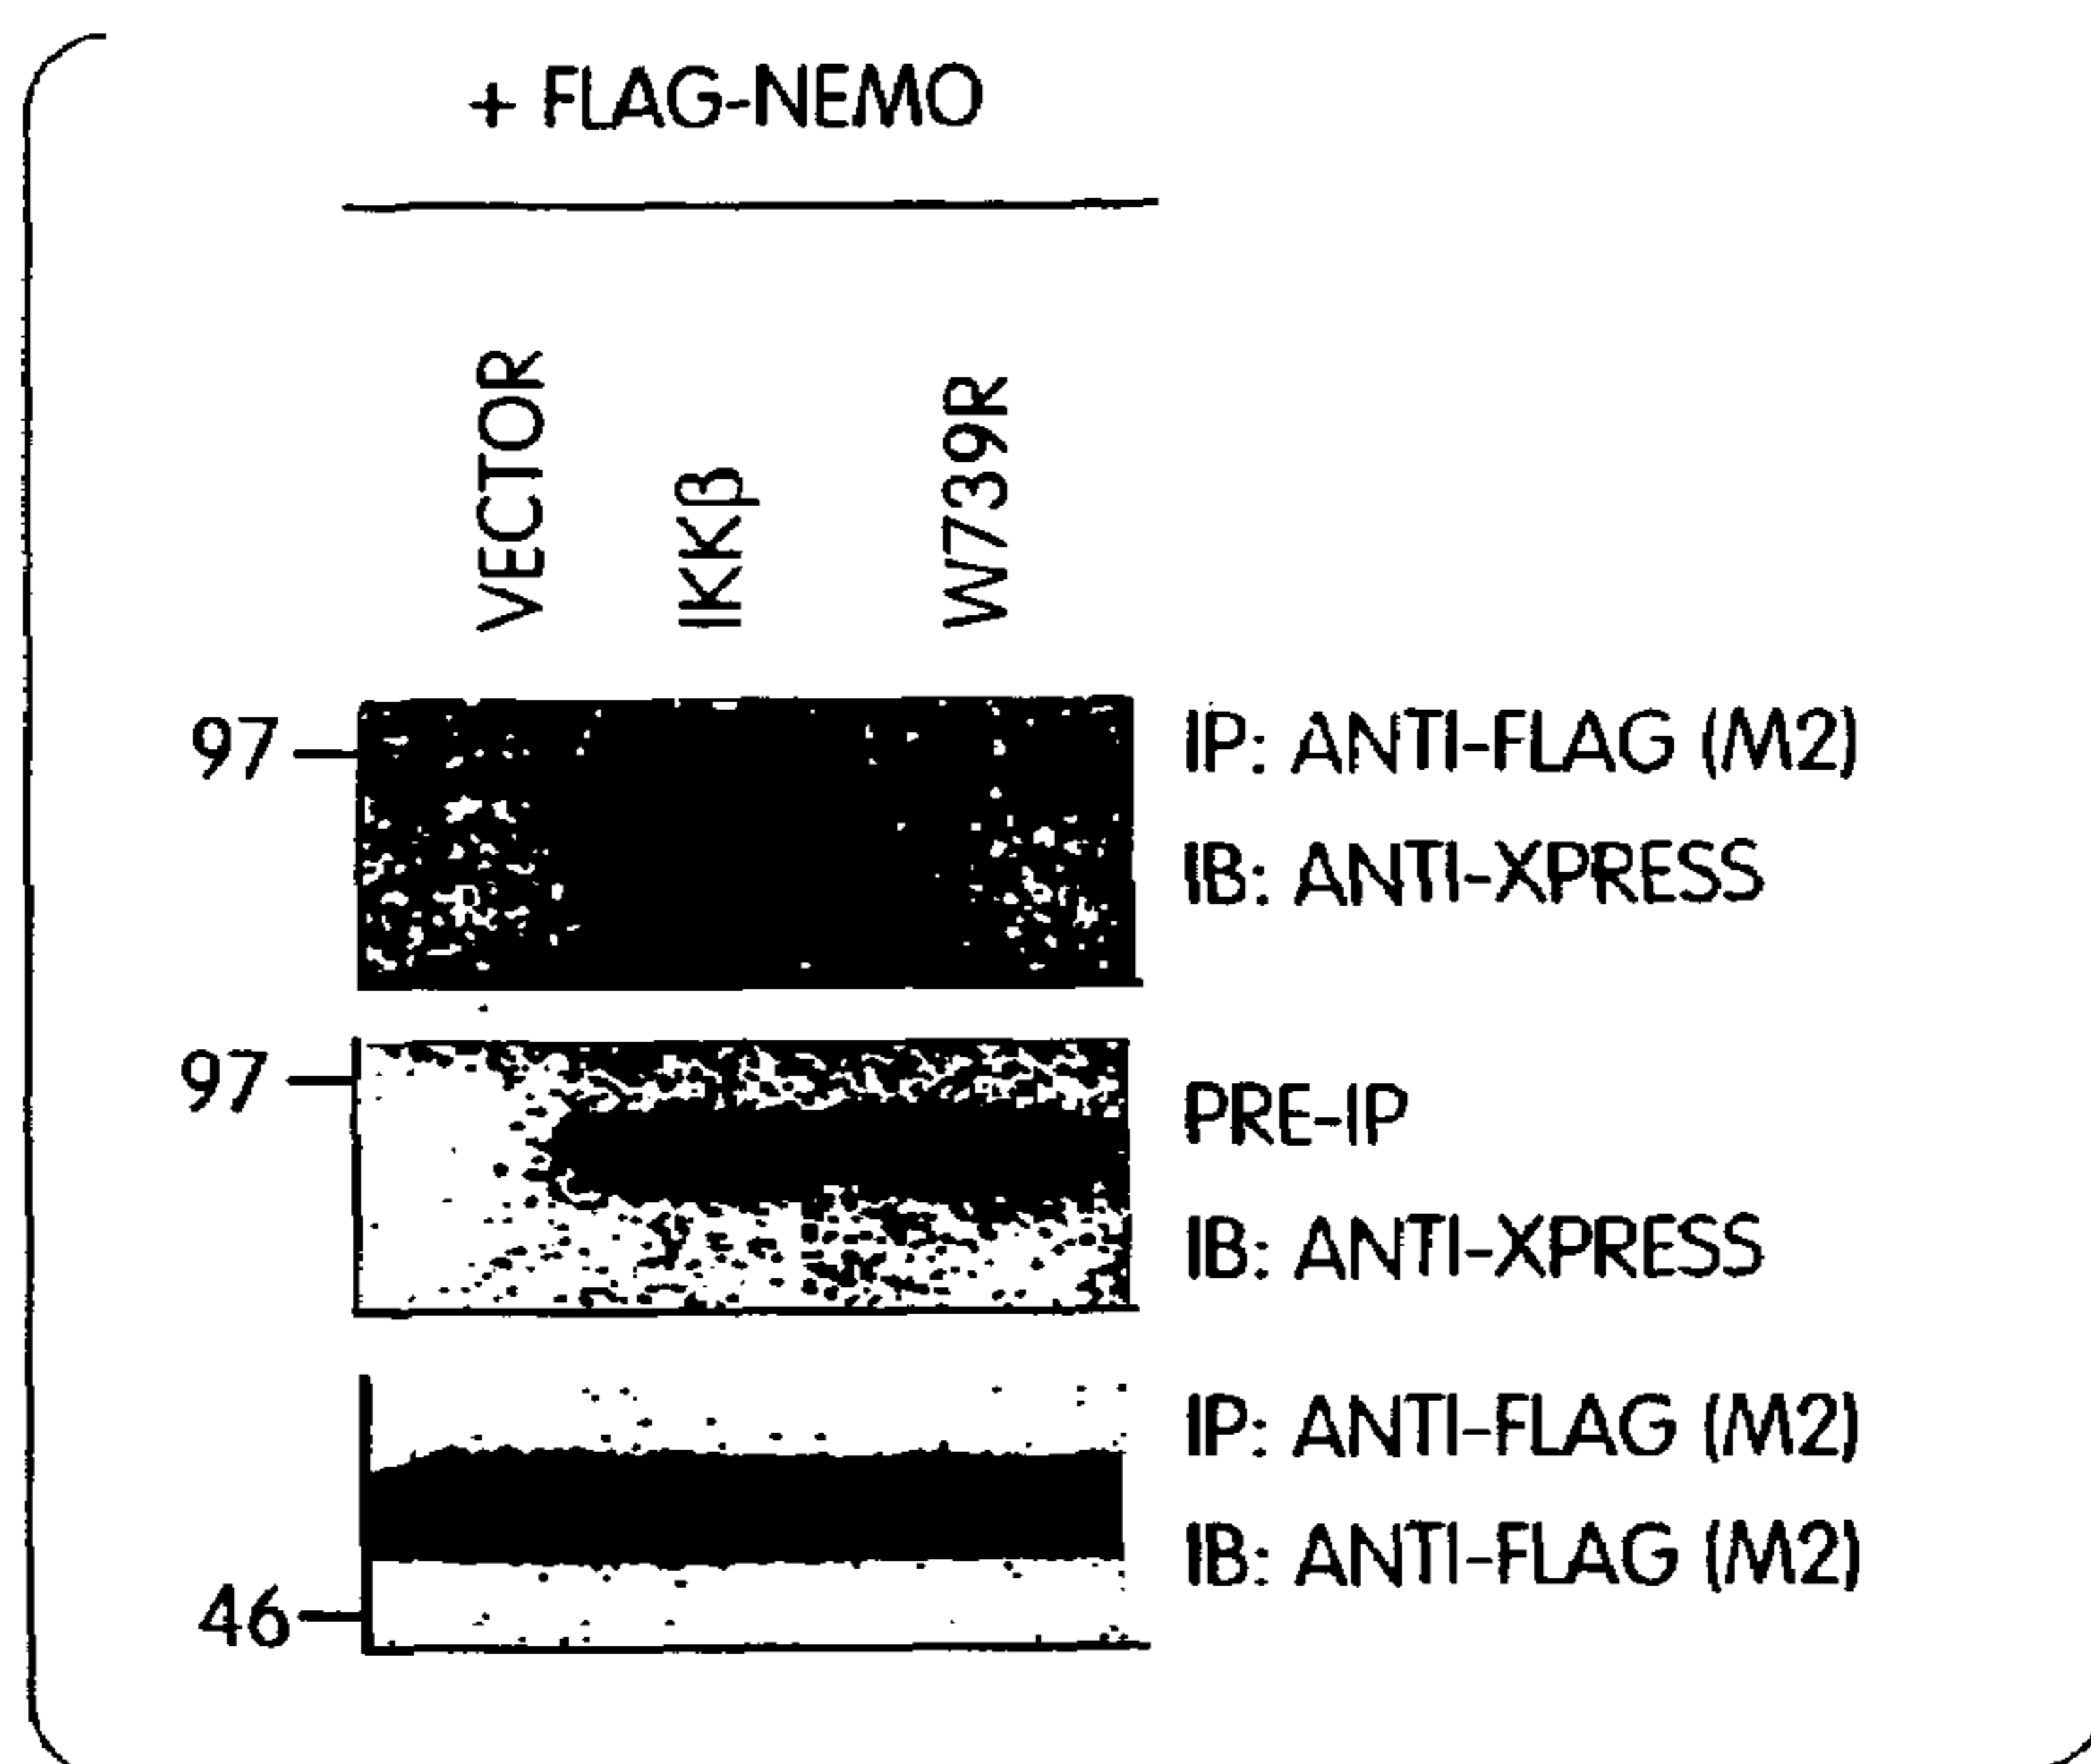 + FLAG-NEMO
VECTOR
IKKβ
W739R
97
IP: ANTI-FLAG (M2)
IB: ANTI-XPRESS
97
PRE-IP
IB: ANTI-XPRESS
IP: ANTI-FLAG (M2)
IB: ANTI-FLAG (M2)
46